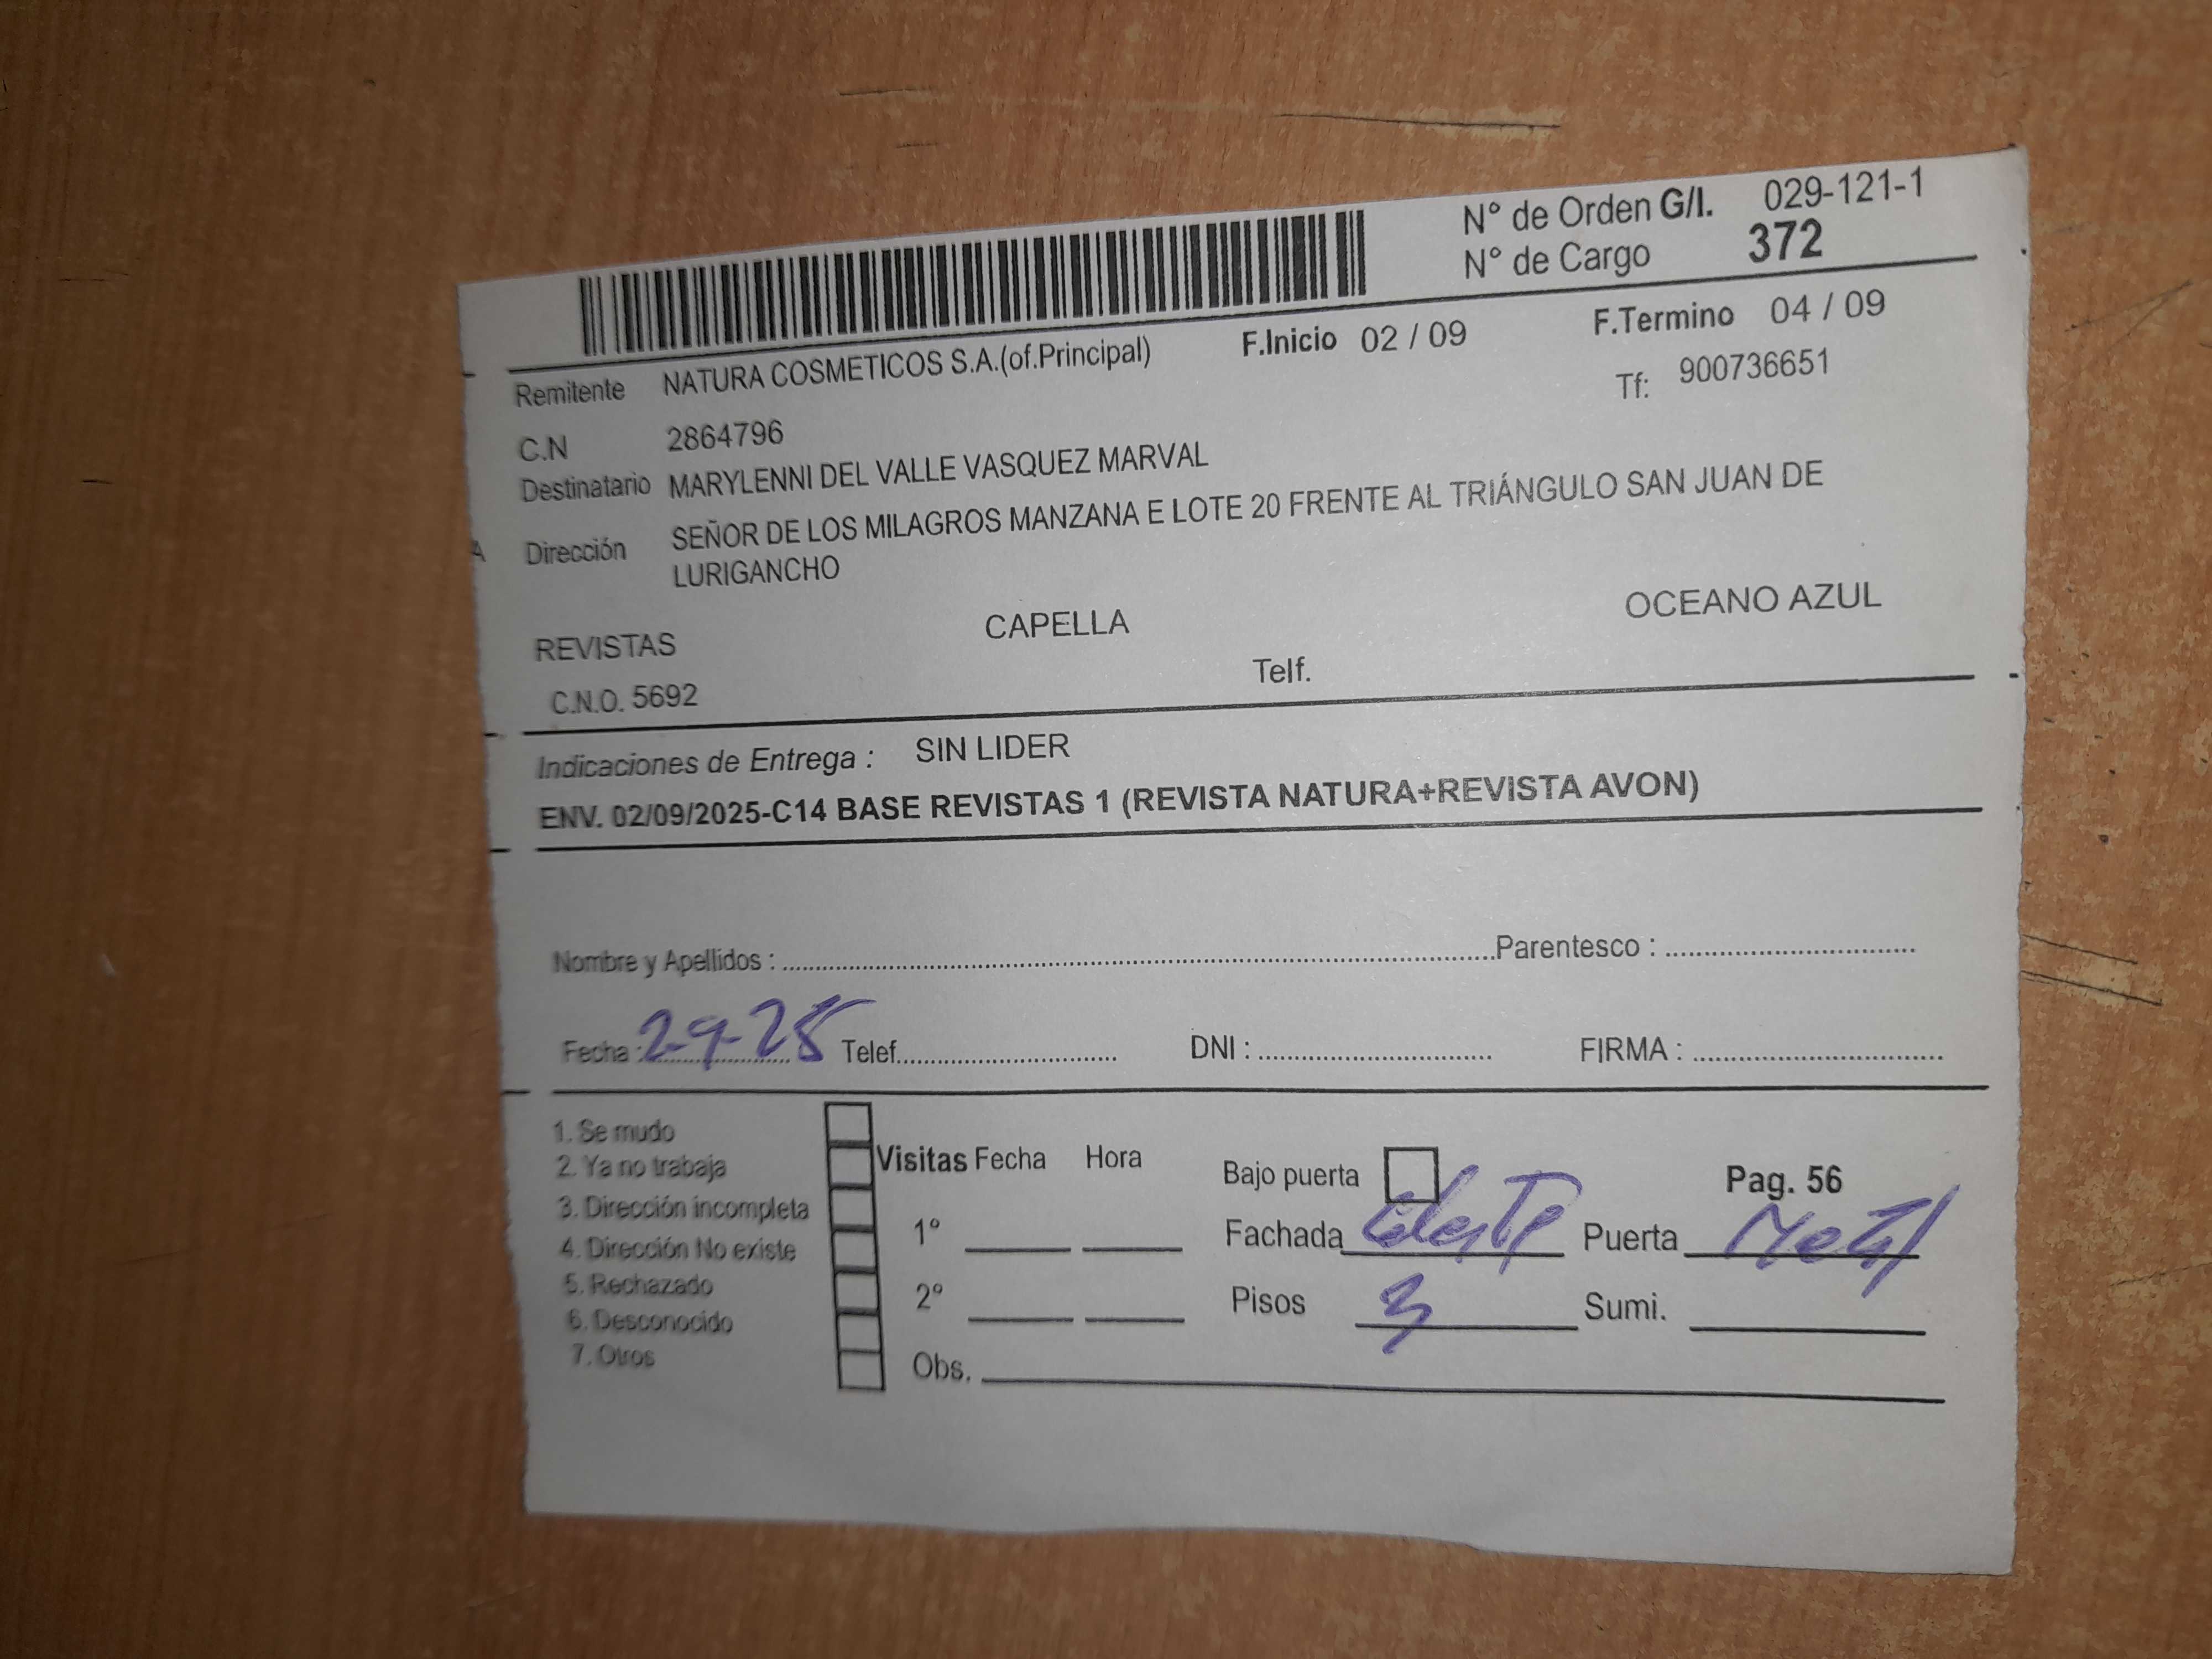 N° de Orden G/I. 029-121-1
N° de Cargo 372
F.Inicio 02 / 09 F.Termino 04 / 09
Remitente NATURA COSMETICOS S.A.(of.Principal) Tf: 900736651
C.N 2864796
Destinatario MARYLENNI DEL VALLE VASQUEZ MARVAL
A Dirección SEÑOR DE LOS MILAGROS MANZANA E LOTE 20 FRENTE AL TRIÁNGULO SAN JUAN DE
LURIGANCHO
REVISTAS CAPELLA OCEANO AZUL
C.N.O. 5692 Telf.
Indicaciones de Entrega : SIN LIDER
ENV. 02/09/2025-C14 BASE REVISTAS 1 (REVISTA NATURA+REVISTA AVON)
Nombre y Apellidos : Parentesco :
Fecha : 2-9-25 Telef. DNI : FIRMA :
1. Se mudo
2. Ya no trabaja
3. Dirección incompleta
4. Dirección No existe
5. Rechazado
6. Desconocido
7. Otros
Visitas Fecha Hora
1°
2°
Obs.
Bajo puerta Pag. 56
Fachada Celeste Puerta Metal
Pisos 3 Sumi.